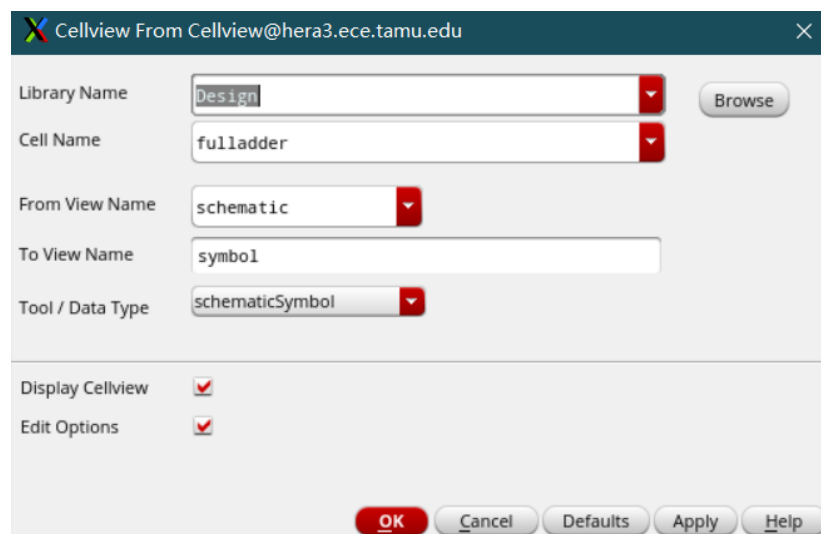 Cellview From Cellview@hera3.ece.tamu.edu
Library Name Design Browse
Cell Name fulladder
From View Name schematic
To View Name symbol
Tool / Data Type schematicSymbol
Display Cellview
Edit Options
OK Cancel Defaults Apply Help